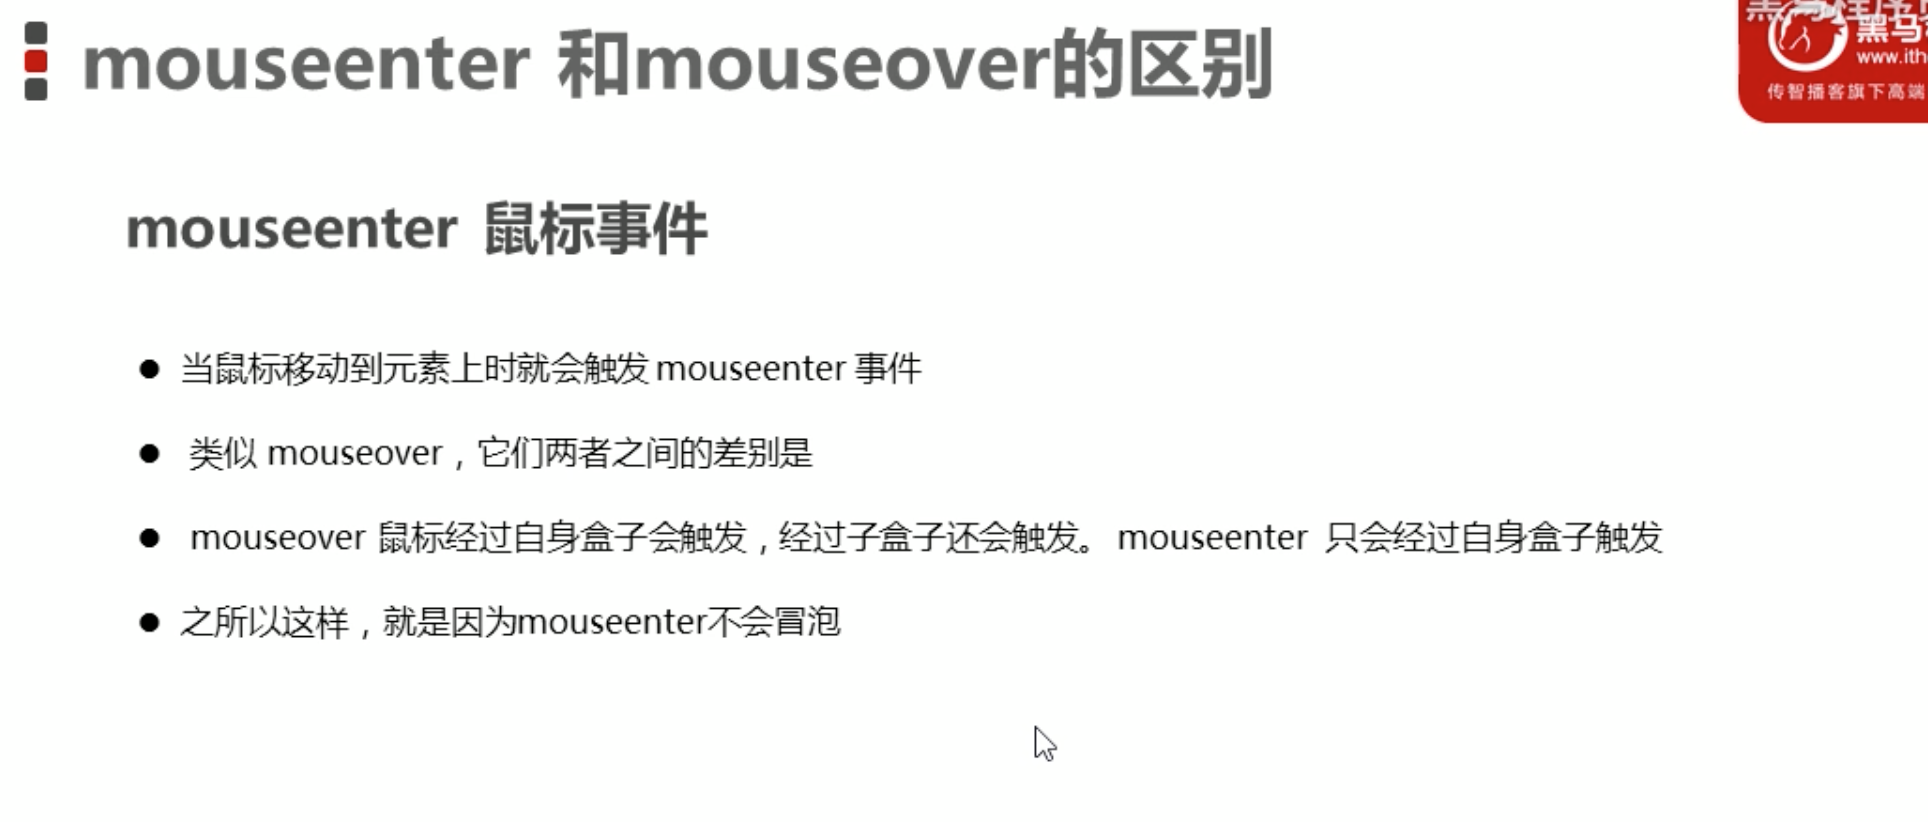 mouseenter 和mouseover的区别
www.ith
传智播客旗下高端
mouseenter 鼠标事件
● 当鼠标移动到元素上时就会触发 mouseenter 事件
● 类似 mouseover，它们两者之间的差别是
● mouseover 鼠标经过自身盒子会触发，经过子盒子还会触发。 mouseenter 只会经过自身盒子触发
● 之所以这样，就是因为mouseenter不会冒泡